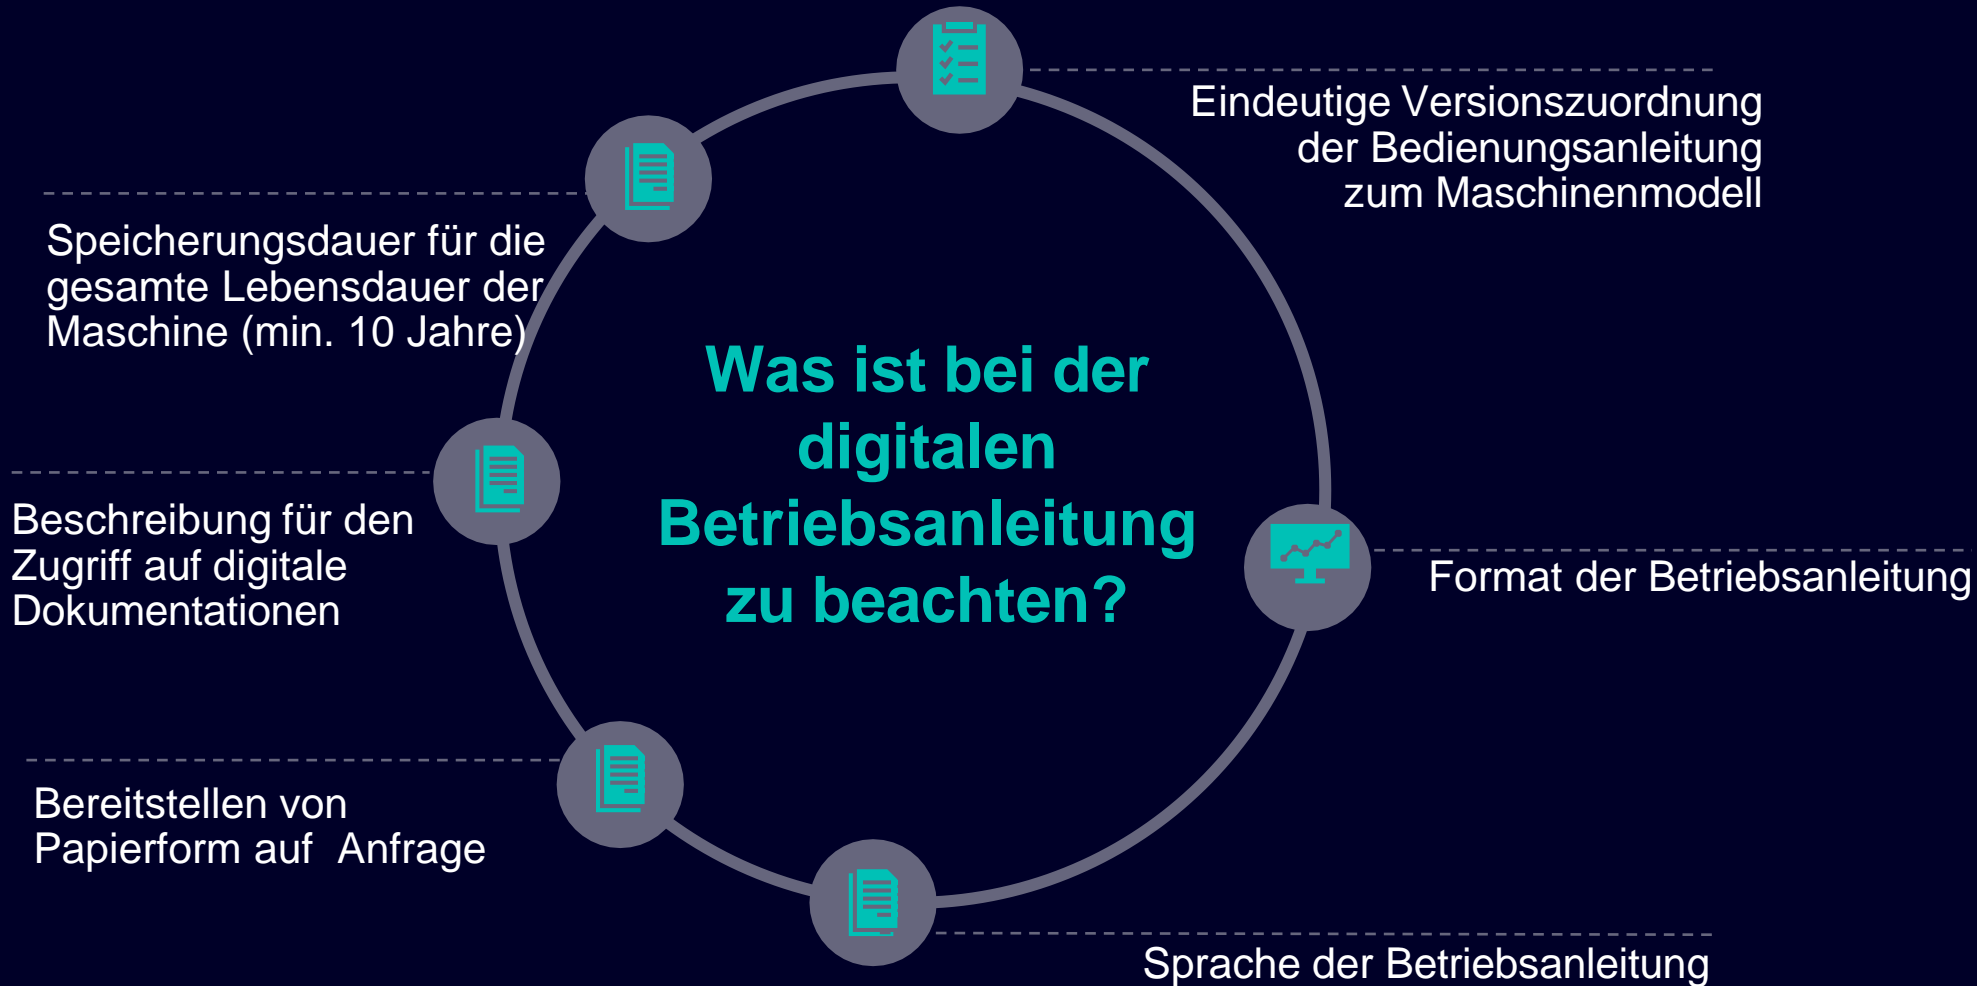 Eindeutige Versionszuordnung
der Bedienungsanleitung
zum Maschinenmodell
Speicherungsdauer für die
gesamte Lebensdauer der
Maschine (min. 10 Jahre)
Was ist bei der
digitalen
Betriebsanleitung
zu beachten?
Beschreibung für den
Zugriff auf digitale
Dokumentationen
Format der Betriebsanleitung
Bereitstellen von
Papierform auf  Anfrage
Sprache der Betriebsanleitung